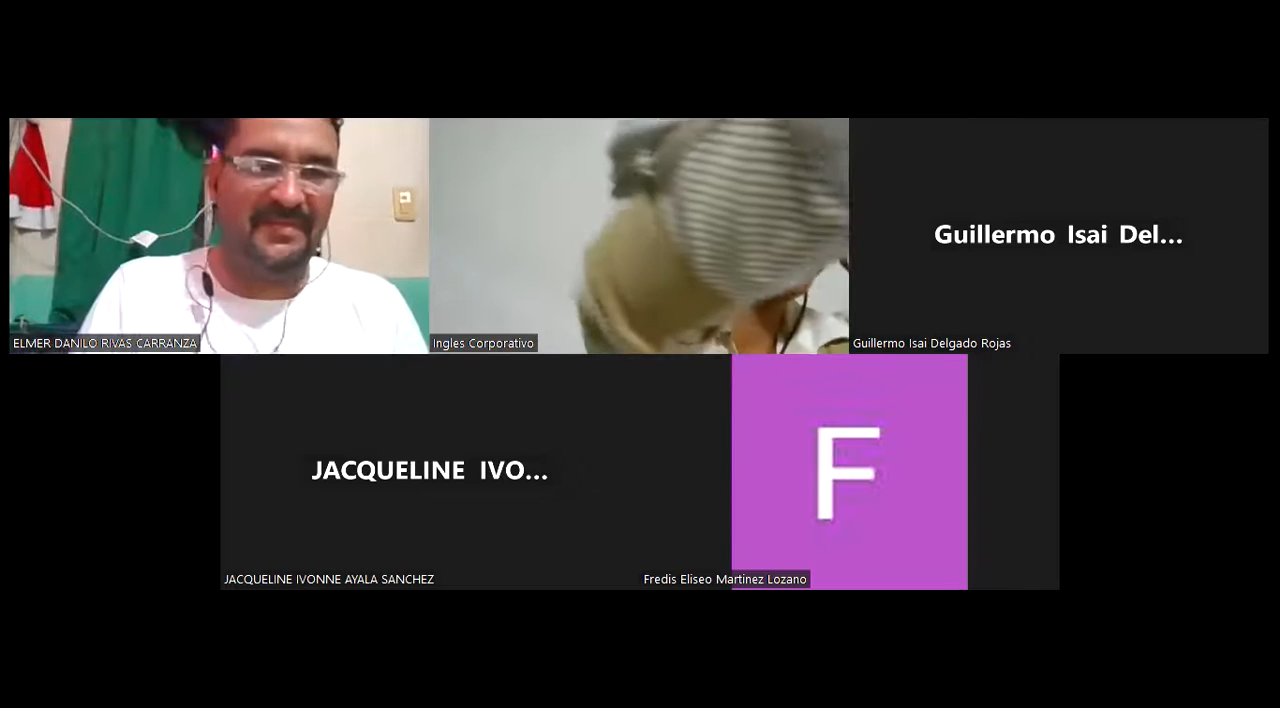 ELMER DANILO RIVAS CARRANZA
Ingles Corporativo
Guillermo Isai Del...
Guillermo Isai Delgado Rojas
JACQUELINE IVO...
JACQUELINE IVONNE AYALA SANCHEZ
F
Fredis Eliseo Martinez Lozano